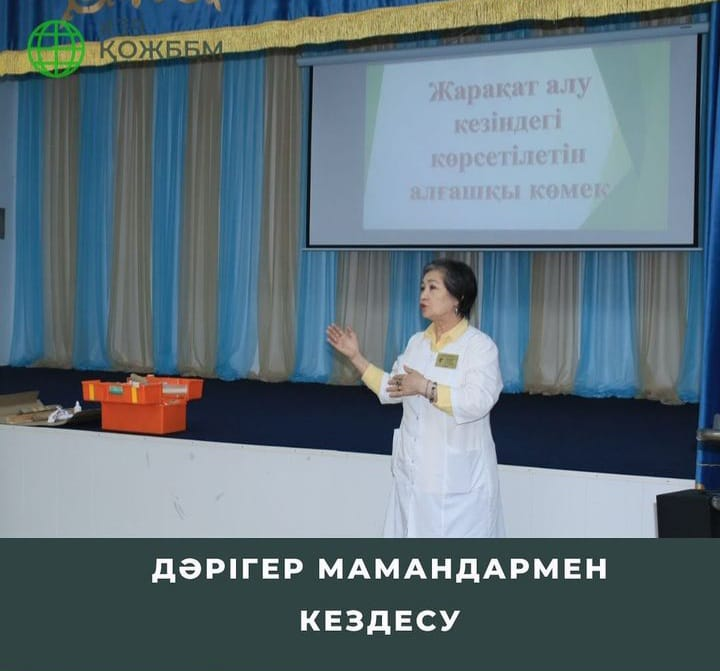 ҚОЖББМ
Жарақат алу
кезіндегі
көрсетілетін
алғашқы көмек
ДӘРІГЕР МАМАНДАРМЕН
КЕЗДЕСУ